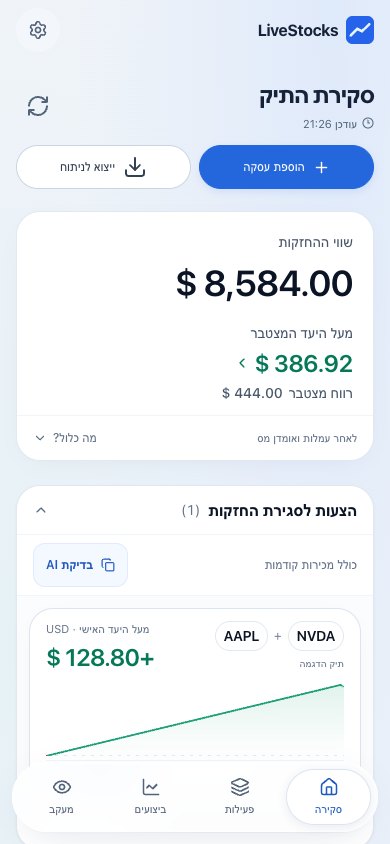 LiveStocks
סקירת התיק
עודכן 21:26
הוספת עסקה
ייצוא לניתוח
שווי ההחזקות
$ 8,584.00
מעל היעד המצטבר
$ 386.92
רווח מצטבר $ 444.00
לאחר עמלות ואומדן מס
מה כלול?
הצעות לסגירת החזקות (1)
כולל מכירות קודמות
בדיקת AI
NVDA + AAPL
תיק הדגמה
מעל היעד האישי · USD
$ 128.80+
סקירה
פעילות
ביצועים
מעקב